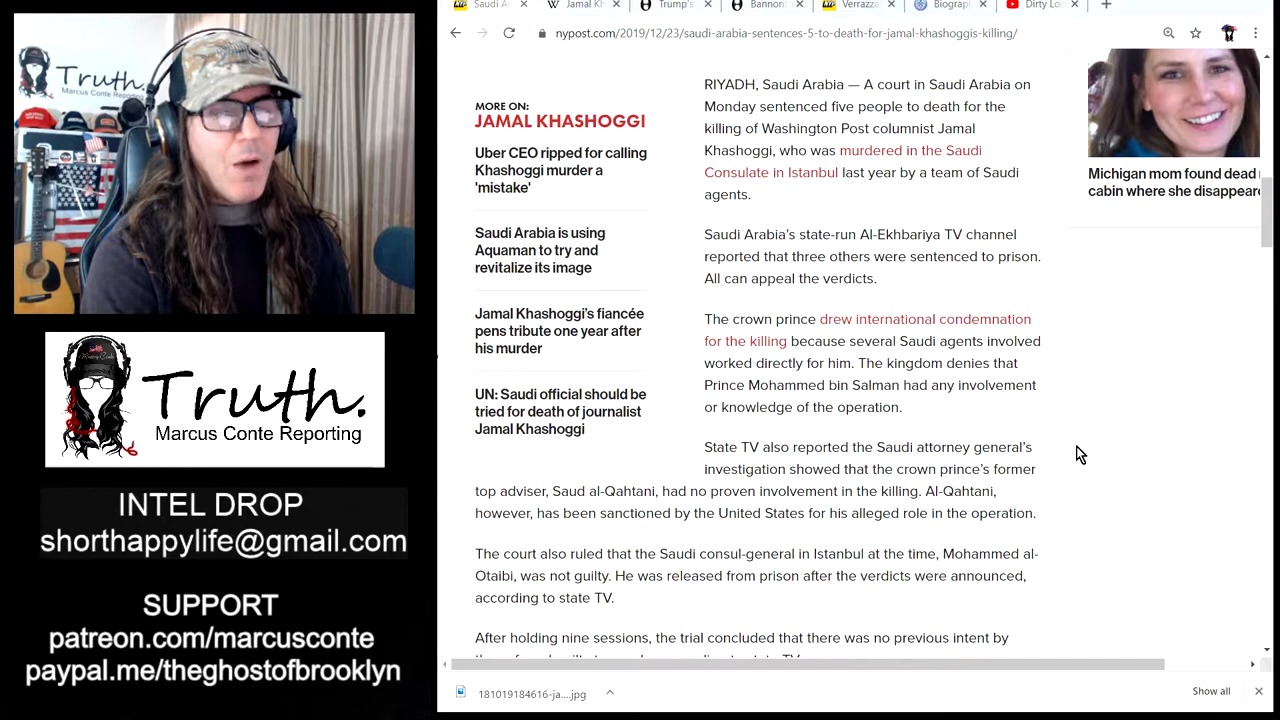 Truth.
Marcus Conte Reporting
Truth.
Marcus Conte Reporting
INTEL DROP
shorthappylife@gmail.com
SUPPORT
patreon.com/marcusconte
paypal.me/theghostofbrooklyn
Saudi A
Jamal Kh
Trump's
Bannon:
Verrazza
Biograp
Dirty Lo
nypost.com/2019/12/23/saudi-arabia-sentences-5-to-death-for-jamal-khashoggis-killing/
MORE ON:
JAMAL KHASHOGGI
Uber CEO ripped for calling
Khashoggi murder a
'mistake'
Saudi Arabia is using
Aquaman to try and
revitalize its image
Jamal Khashoggi's fiancée
pens tribute one year after
his murder
UN: Saudi official should be
tried for death of journalist
Jamal Khashoggi
RIYADH, Saudi Arabia — A court in Saudi Arabia on
Monday sentenced five people to death for the
killing of Washington Post columnist Jamal
Khashoggi, who was murdered in the Saudi
Consulate in Istanbul last year by a team of Saudi
agents.
Saudi Arabia's state-run Al-Ekhbariya TV channel
reported that three others were sentenced to prison.
All can appeal the verdicts.
The crown prince drew international condemnation
for the killing because several Saudi agents involved
worked directly for him. The kingdom denies that
Prince Mohammed bin Salman had any involvement
or knowledge of the operation.
State TV also reported the Saudi attorney general's
investigation showed that the crown prince's former
top adviser, Saud al-Qahtani, had no proven involvement in the killing. Al-Qahtani,
however, has been sanctioned by the United States for his alleged role in the operation.
The court also ruled that the Saudi consul-general in Istanbul at the time, Mohammed al-
Otaibi, was not guilty. He was released from prison after the verdicts were announced,
according to state TV.
After holding nine sessions, the trial concluded that there was no previous intent by
Michigan mom found dead
cabin where she disappeare
181019184616-ja....jpg
Show all